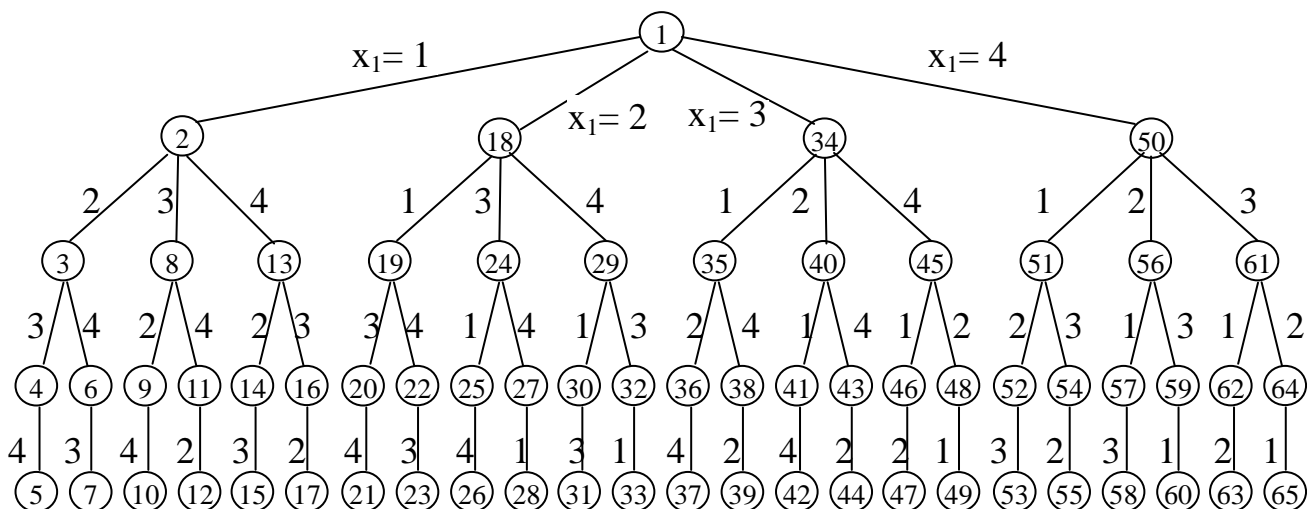 1
x₁= 1 x₁= 4
x₁= 2 x₁= 3
2 18 34 50
2 3 4 1 3 4 1 2 4 1 2 3
3 8 13 19 24 29 35 40 45 51 56 61
3 4 2 4 2 3 3 4 1 4 1 3 2 4 1 4 1 2 2 3 1 3 1 2
4 6 9 11 14 16 20 22 25 27 30 32 36 38 41 43 46 48 52 54 57 59 62 64
4 3 4 2 3 2 4 3 4 1 3 1 4 2 4 2 2 1 3 2 3 1 2 1
5 7 10 12 15 17 21 23 26 28 31 33 37 39 42 44 47 49 53 55 58 60 63 65